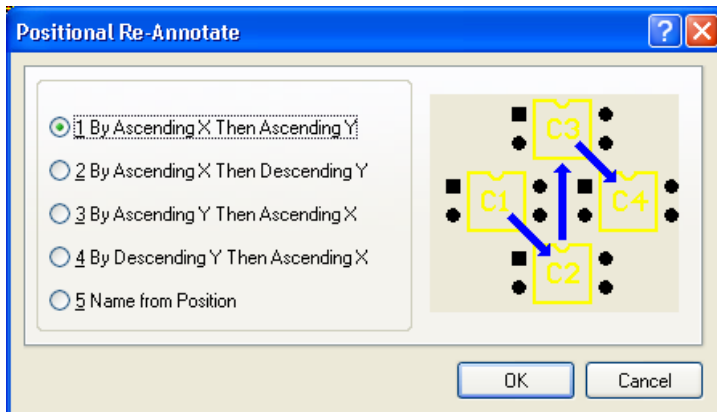 Positional Re-Annotate
1 By Ascending X Then Ascending Y
2 By Ascending X Then Descending Y
3 By Ascending Y Then Ascending X
4 By Descending Y Then Ascending X
5 Name from Position
C3
C1
C4
C2
OK
Cancel